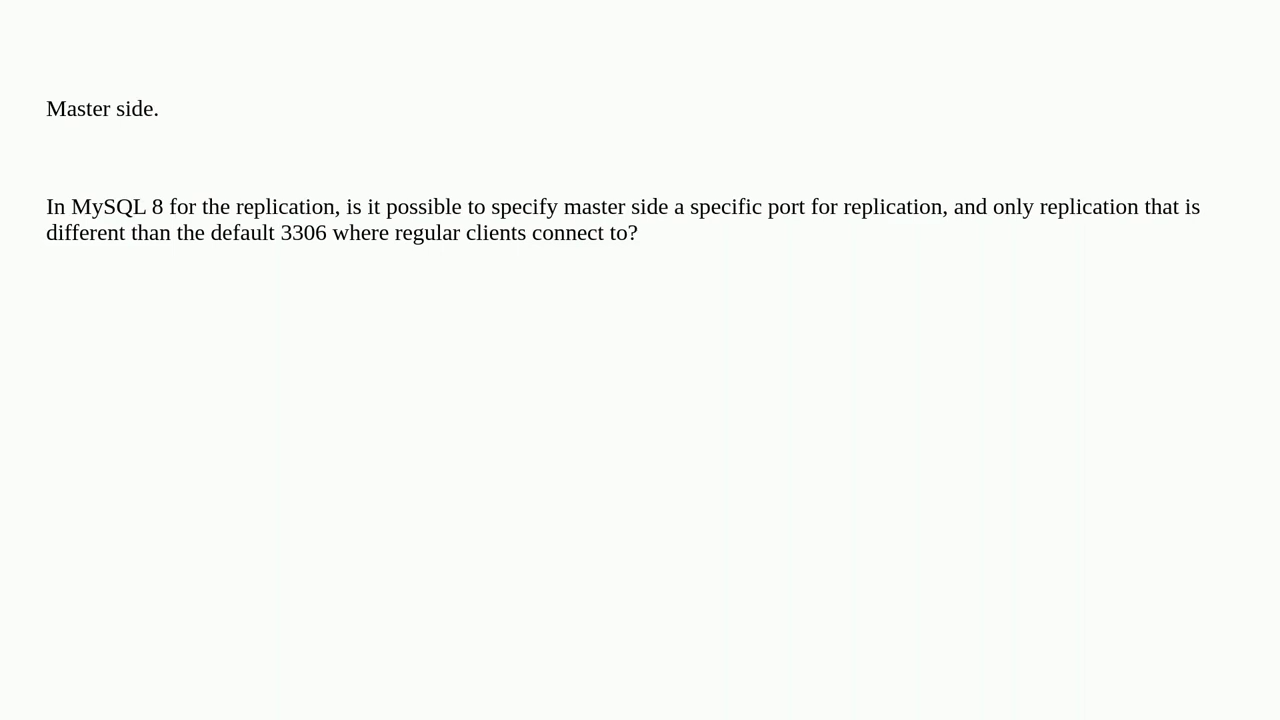 Master side.
In MySQL 8 for the replication, is it possible to specify master side a specific port for replication, and only replication that is
different than the default 3306 where regular clients connect to?